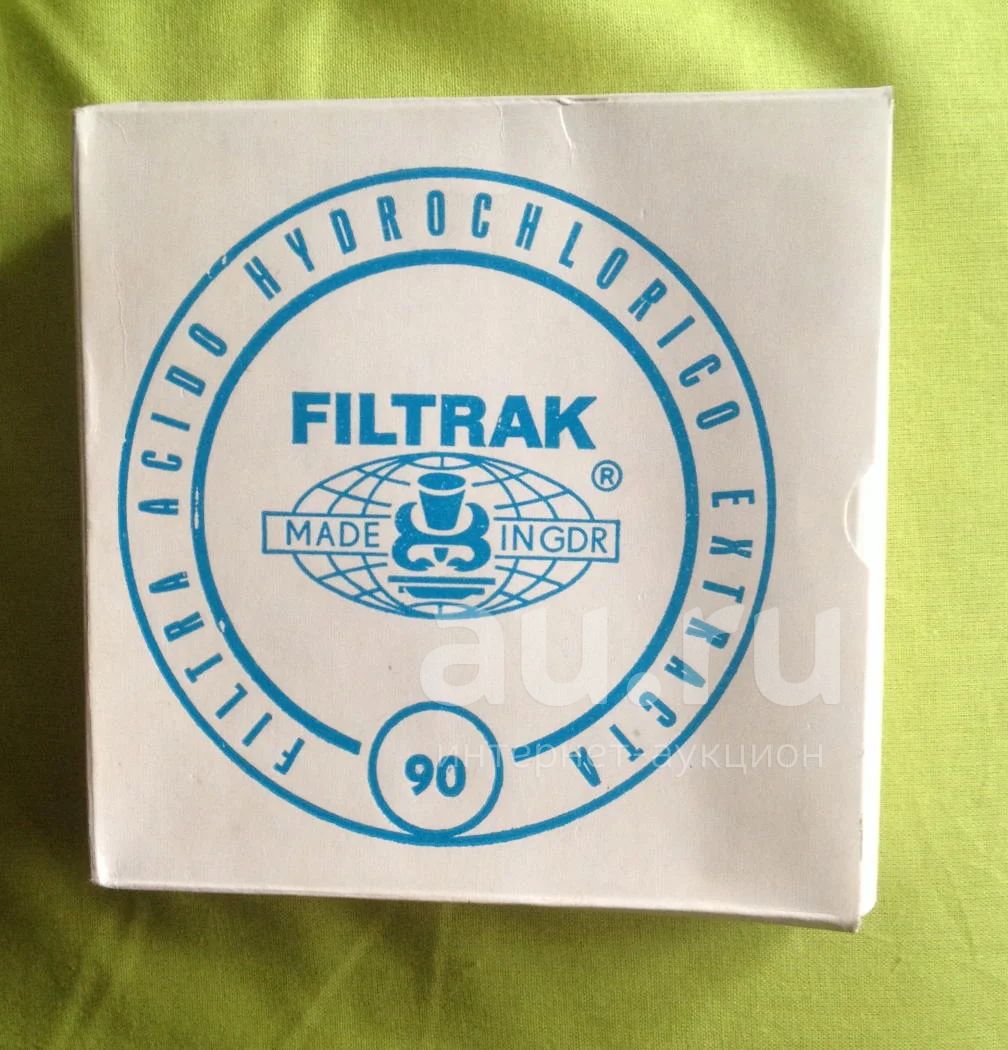 FILTRA ACIDO HYDROCHLORICO EXTRACTA
FILTRAK
®
MADE IN GDR
90
au.ru
интернет-аукцион